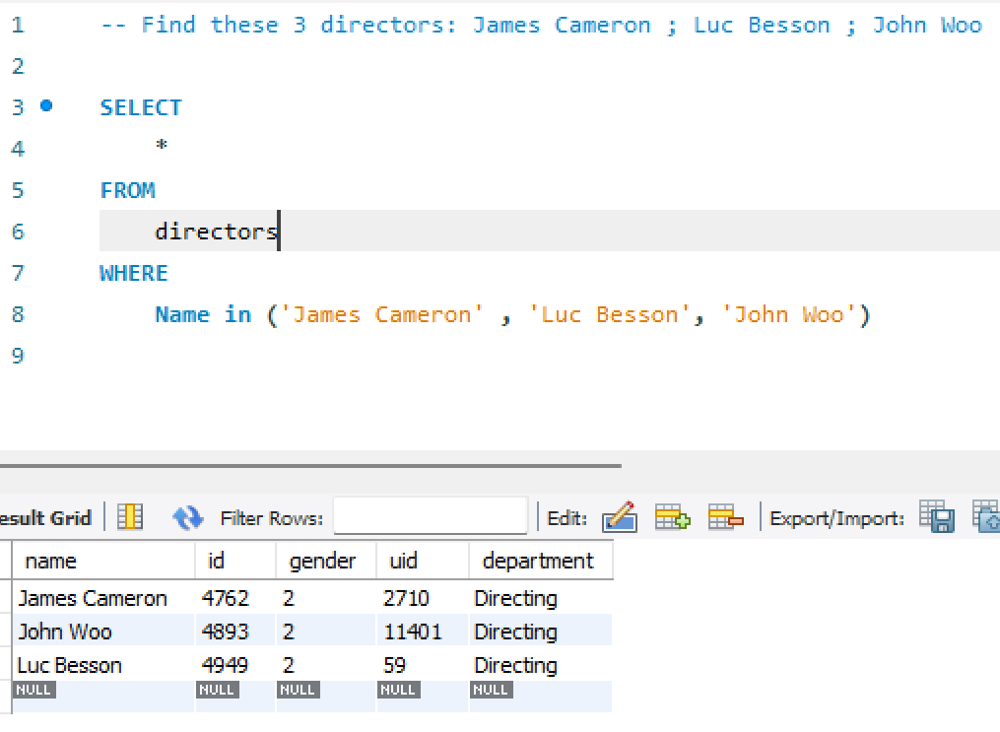 1 -- Find these 3 directors: James Cameron ; Luc Besson ; John Woo
2
3 SELECT
4 *
5 FROM
6 directors
7 WHERE
8 Name in ('James Cameron' , 'Luc Besson', 'John Woo')
9
esult Grid Filter Rows: Edit: Export/Import:
name id gender uid department
James Cameron 4762 2 2710 Directing
John Woo 4893 2 11401 Directing
Luc Besson 4949 2 59 Directing
NULL NULL NULL NULL NULL